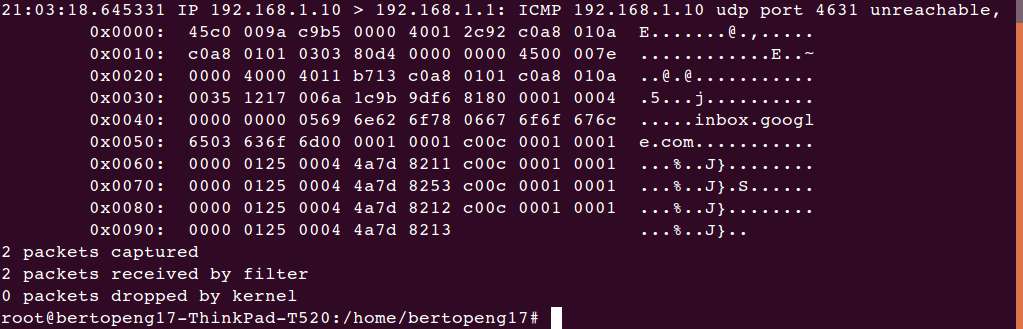 21:03:18.645331 IP 192.168.1.10 > 192.168.1.1: ICMP 192.168.1.10 udp port 4631 unreachable,
0x0000: 45c0 009a c9b5 0000 4001 2c92 c0a8 010a E.......@.,.....
0x0010: c0a8 0101 0303 80d4 0000 0000 4500 007e ............E..~
0x0020: 0000 4000 4011 b713 c0a8 0101 c0a8 010a ..@.@...........
0x0030: 0035 1217 006a 1c9b 9df6 8180 0001 0004 .5...j..........
0x0040: 0000 0000 0569 6e62 6f78 0667 6f6f 676c .....inbox.googl
0x0050: 6503 636f 6d00 0001 0001 c00c 0001 0001 e.com...........
0x0060: 0000 0125 0004 4a7d 8211 c00c 0001 0001 ...%..J}........
0x0070: 0000 0125 0004 4a7d 8253 c00c 0001 0001 ...%..J}.S......
0x0080: 0000 0125 0004 4a7d 8212 c00c 0001 0001 ...%..J}........
0x0090: 0000 0125 0004 4a7d 8213 ...%..J}..
2 packets captured
2 packets received by filter
0 packets dropped by kernel
root@bertopeng17-ThinkPad-T520:/home/bertopeng17#